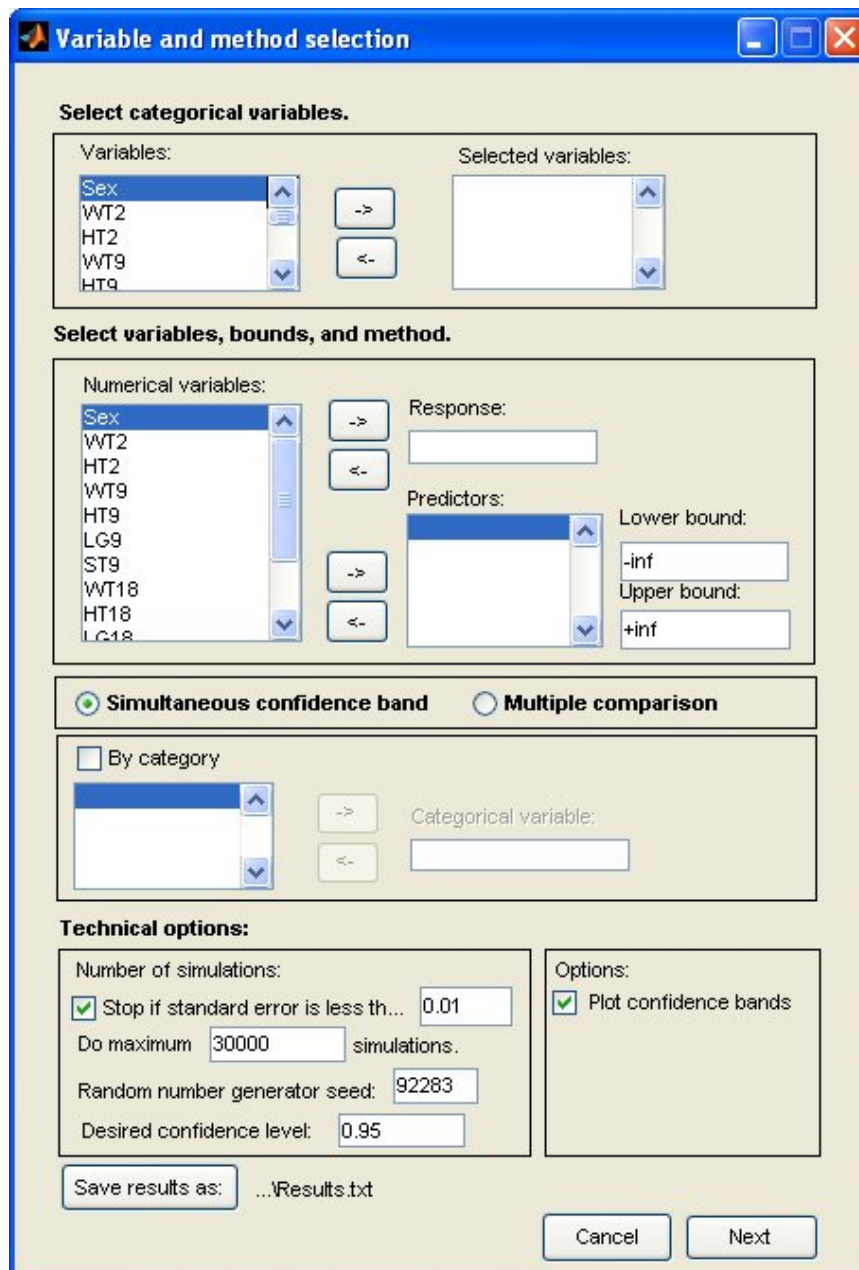 Variable and method selection
Select categorical variables.
Variables:
Selected variables:
Sex
WT2
HT2
WT9
HT9
->
<-
Select variables, bounds, and method.
Numerical variables:
Sex
WT2
HT2
WT9
HT9
LG9
ST9
WT18
HT18
LG18
->
<-
Response:
->
<-
Predictors:
Lower bound:
-inf
Upper bound:
+inf
Simultaneous confidence band
Multiple comparison
By category
->
<-
Categorical variable:
Technical options:
Number of simulations:
Stop if standard error is less th... 0.01
Do maximum 30000 simulations.
Random number generator seed: 92283
Desired confidence level: 0.95
Options:
Plot confidence bands
Save results as: ...\Results.txt
Cancel
Next